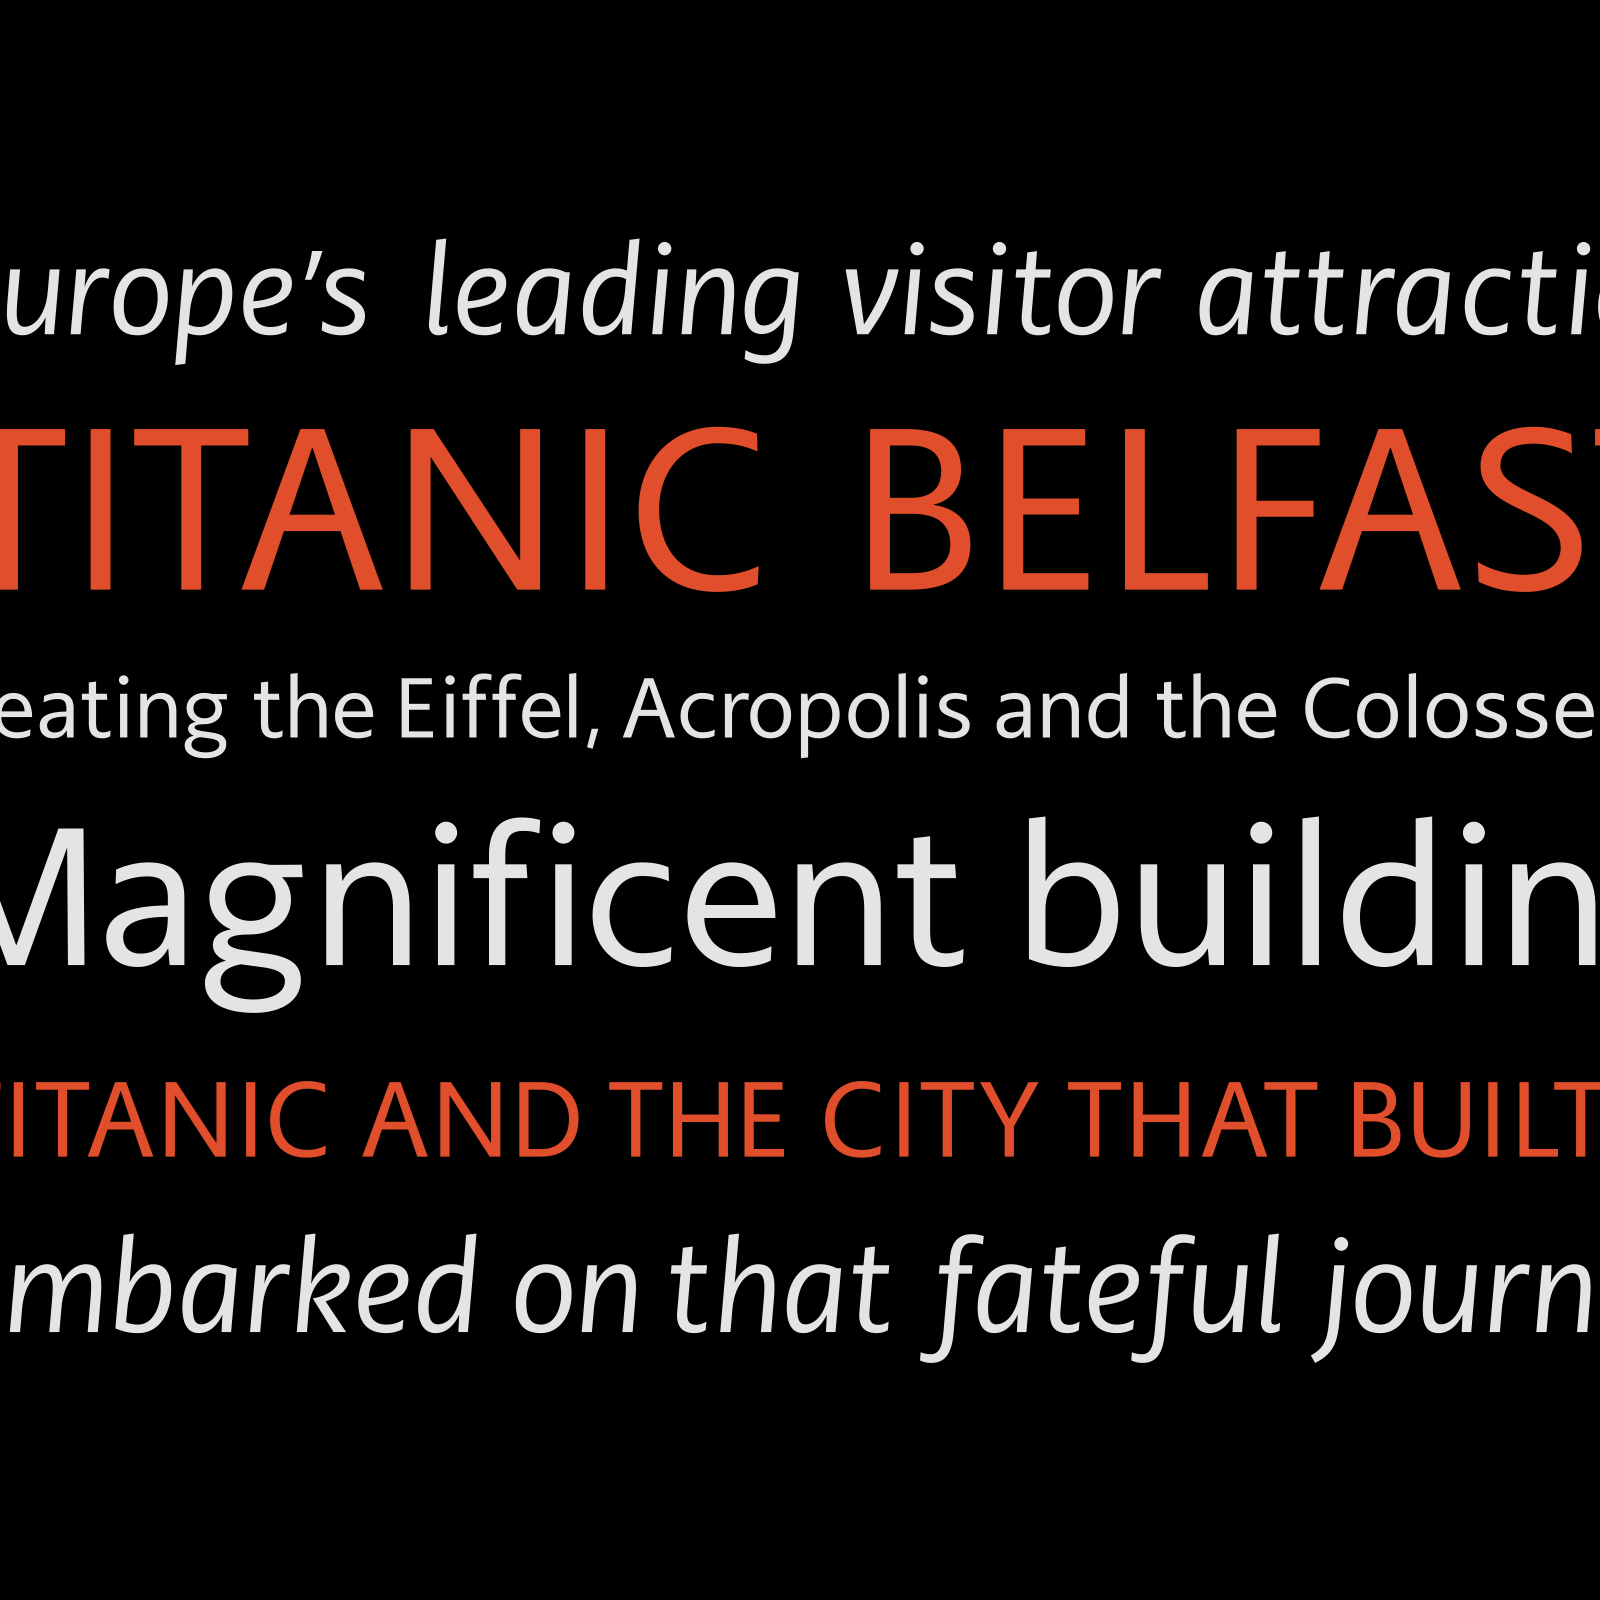 urope’s leading visitor attracti
TITANIC BELFAST
eating the Eiffel, Acropolis and the Colosse
Magnificent buildin
TITANIC AND THE CITY THAT BUILT
mbarked on that fateful journ